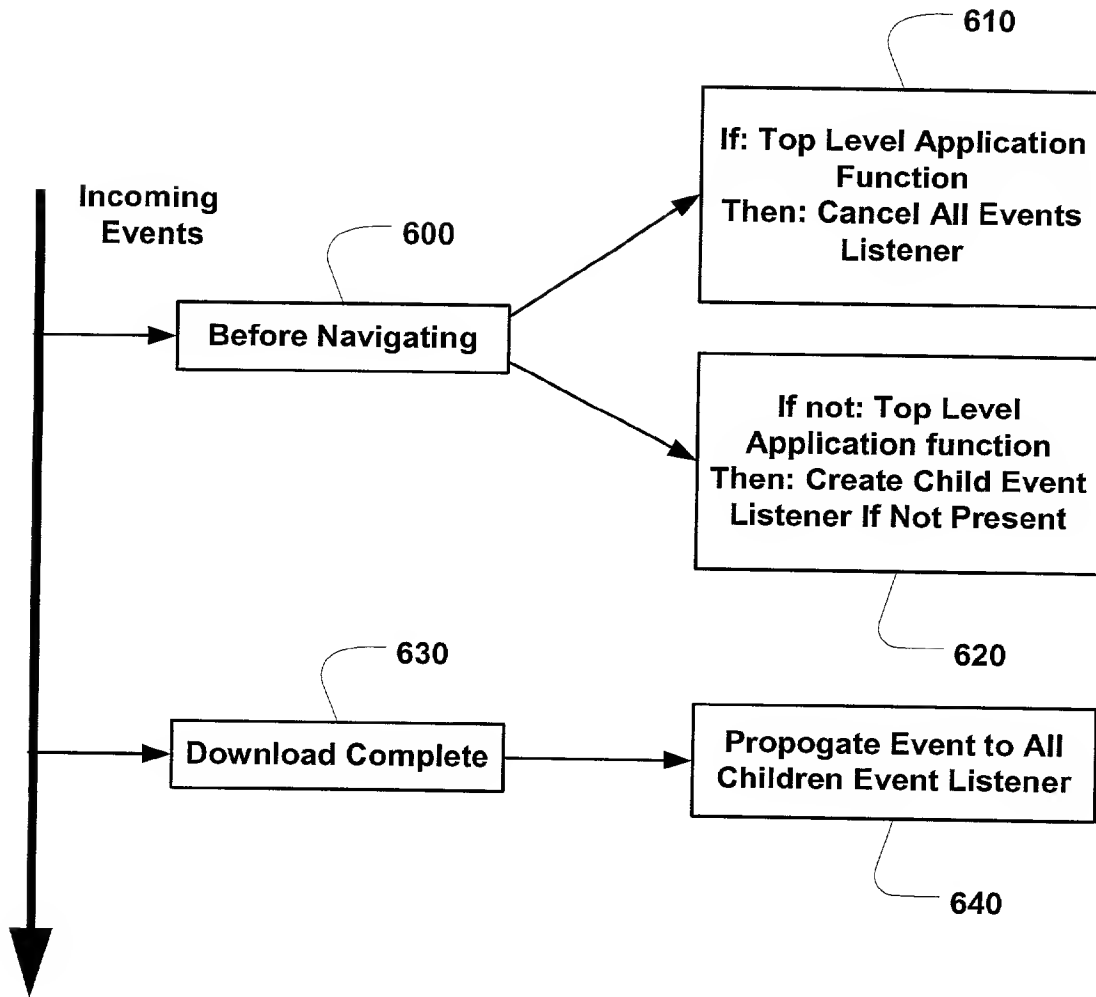 610
If: Top Level Application
Function
Then: Cancel All Events
Listener
Incoming
Events
600
Before Navigating
If not: Top Level
Application function
Then: Create Child Event
Listener If Not Present
620
630
Download Complete
Propogate Event to All
Children Event Listener
640